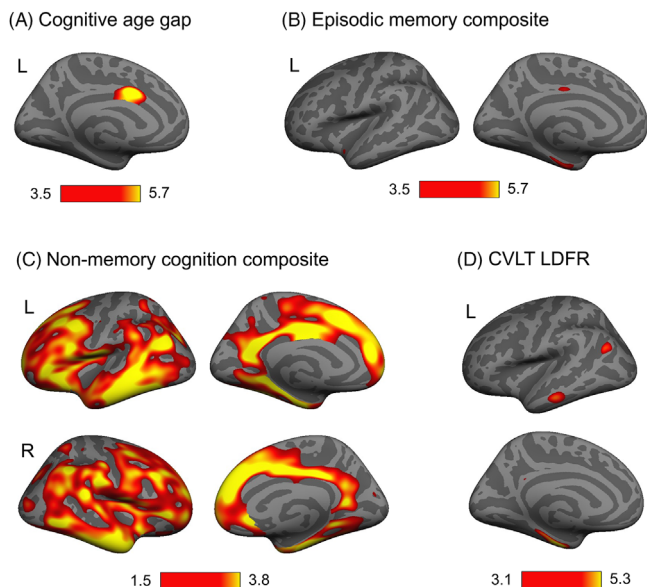 (A) Cognitive age gap
(B) Episodic memory composite
L
L
3.5 5.7
3.5 5.7
(C) Non-memory cognition composite
(D) CVLT LDFR
L
L
R
1.5 3.8
3.1 5.3